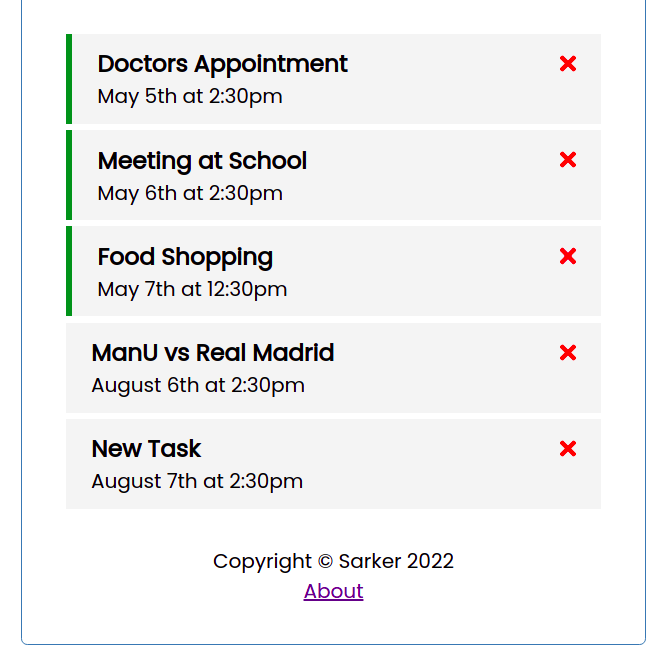 Doctors Appointment
May 5th at 2:30pm
Meeting at School
May 6th at 2:30pm
Food Shopping
May 7th at 12:30pm
ManU vs Real Madrid
August 6th at 2:30pm
New Task
August 7th at 2:30pm
Copyright © Sarker 2022
About